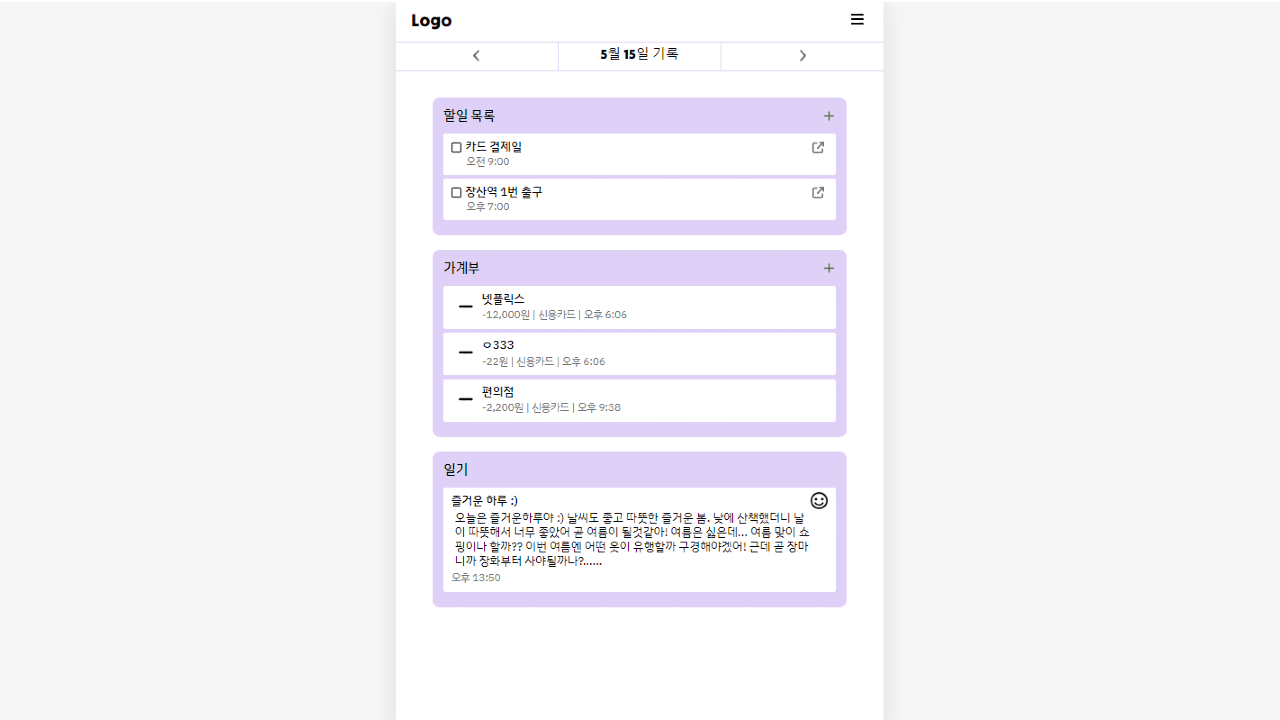 Logo
5월 15일 기록
할일 목록
카드 결제일
오전 9:00
장산역 1번 출구
오후 7:00
가계부
넷플릭스
-12,000원 | 신용카드 | 오후 6:06
ㅇ333
-22원 | 신용카드 | 오후 6:06
편의점
-2,200원 | 신용카드 | 오후 9:38
일기
즐거운 하루 :)
오늘은 즐거운하루야 :) 날씨도 좋고 따뜻한 즐거운 봄. 낮에 산책했더니 날
이 따뜻해서 너무 좋았어 곧 여름이 될것같아! 여름은 싫은데... 여름 맞이 쇼
핑이나 할까?? 이번 여름엔 어떤 옷이 유행할까 구경해야겠어! 근데 곧 장마
니까 장화부터 사야될까나?......
오후 13:50